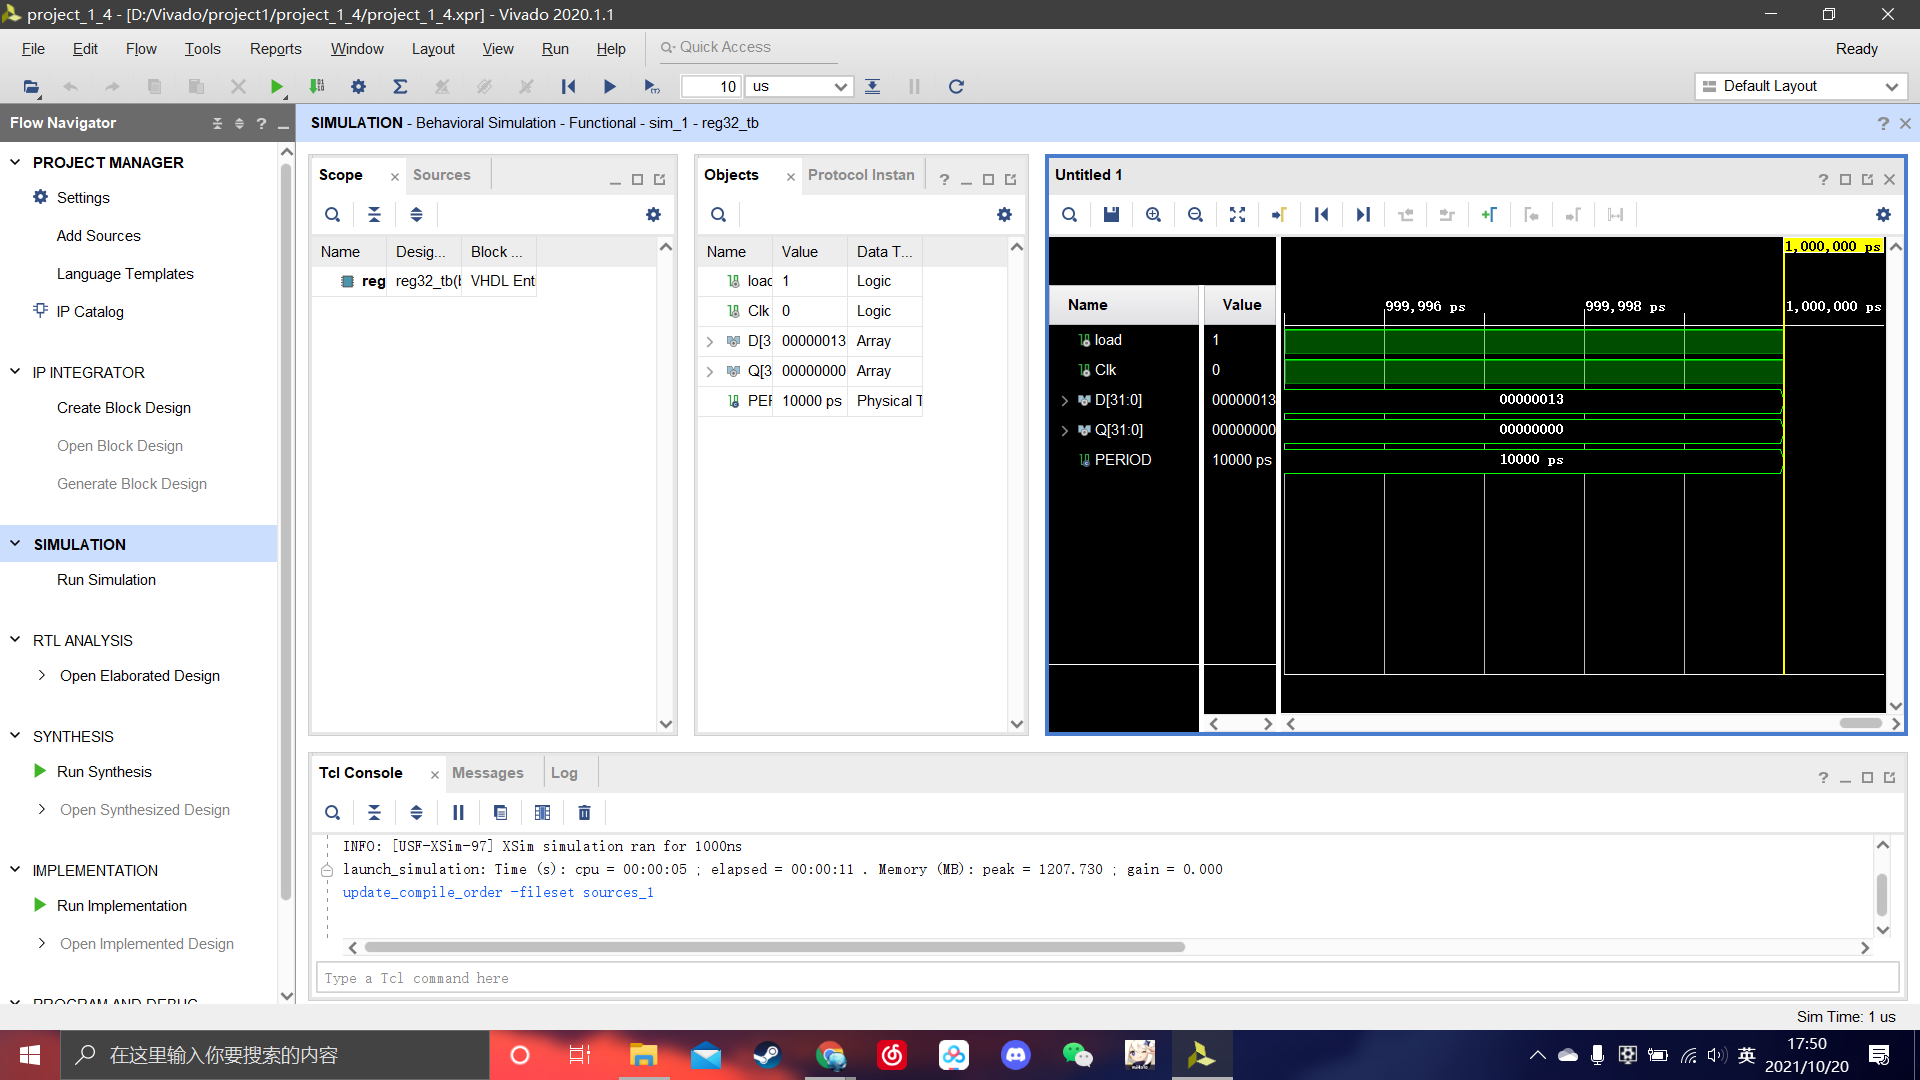 project_1_4 - [D:/Vivado/project1/project_1_4/project_1_4.xpr] - Vivado 2020.1.1
File Edit Flow Tools Reports Window Layout View Run Help Quick Access Ready
10 us Default Layout
Flow Navigator
SIMULATION - Behavioral Simulation - Functional - sim_1 - reg32_tb
PROJECT MANAGER
Settings
Add Sources
Language Templates
IP Catalog
IP INTEGRATOR
Create Block Design
Open Block Design
Generate Block Design
SIMULATION
Run Simulation
RTL ANALYSIS
Open Elaborated Design
SYNTHESIS
Run Synthesis
Open Synthesized Design
IMPLEMENTATION
Run Implementation
Open Implemented Design
PROGRAM AND DEBUG
Scope Sources
Name Desig... Block ...
reg reg32_tb(b VHDL Ent
Objects Protocol Instan
Name Value Data T...
load 1 Logic
Clk 0 Logic
D[3 00000013 Array
Q[3 00000000 Array
PER 10000 ps Physical T
Untitled 1
1,000,000 ps
Name Value 999,996 ps 999,998 ps 1,000,000 ps
load 1
Clk 0
D[31:0] 00000013 00000013
Q[31:0] 00000000 00000000
PERIOD 10000 ps 10000 ps
Tcl Console Messages Log
INFO: [USF-XSim-97] XSim simulation ran for 1000ns
launch_simulation: Time (s): cpu = 00:00:05 ; elapsed = 00:00:11 . Memory (MB): peak = 1207.730 ; gain = 0.000
update_compile_order -fileset sources_1
Type a Tcl command here
Sim Time: 1 us
在这里输入你要搜索的内容
英
17:50
2021/10/20